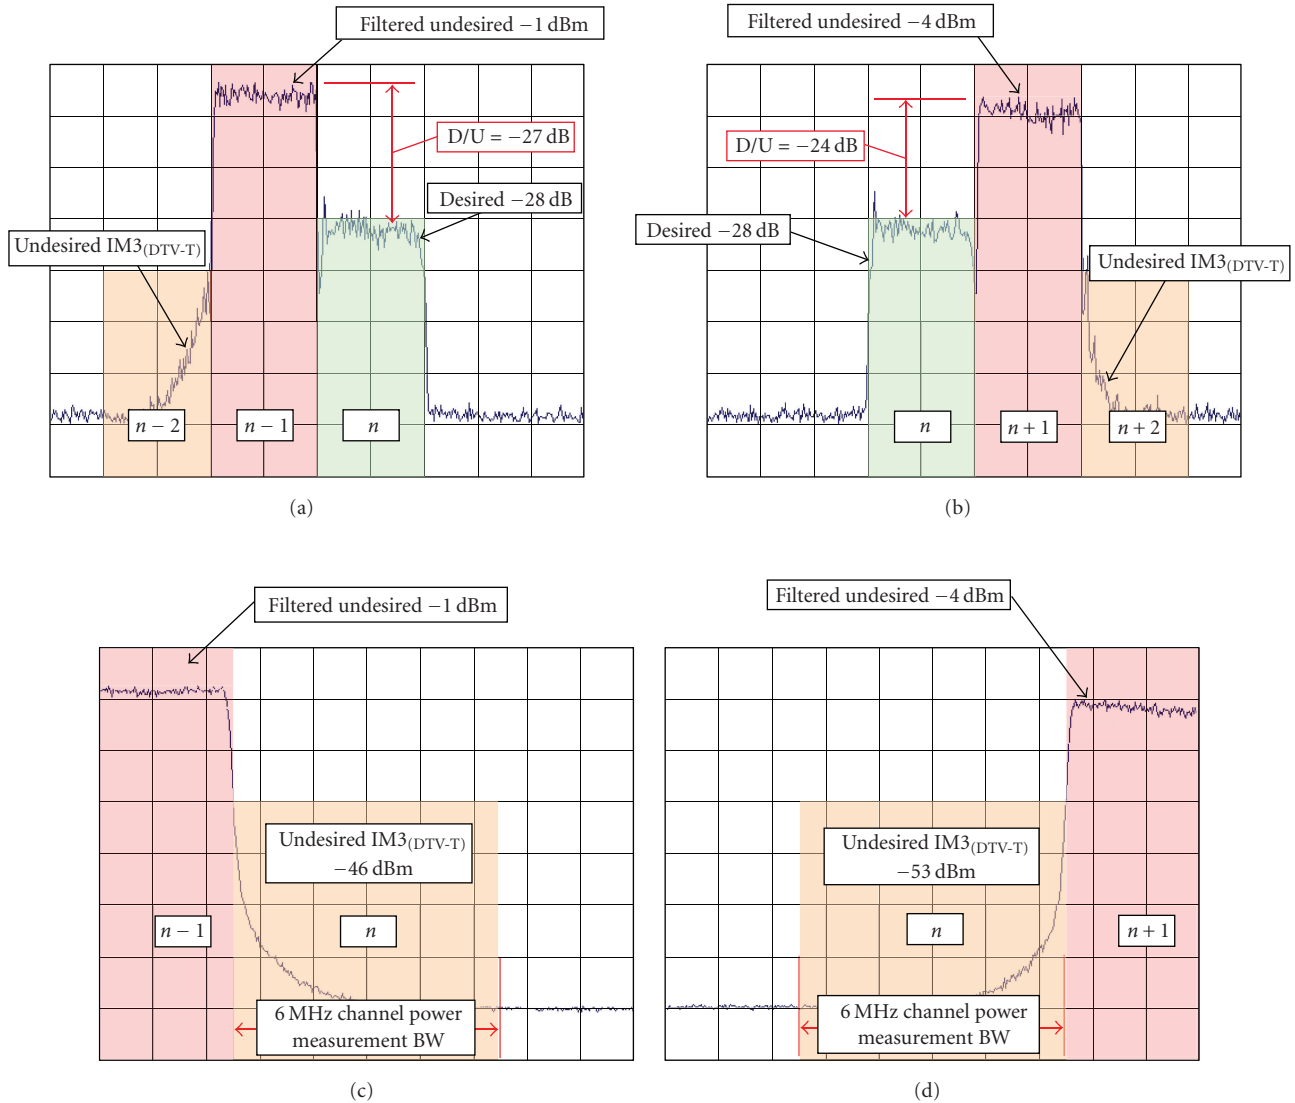 Filtered undesired −1 dBm
D/U = −27 dB
Desired −28 dB
Undesired IM3(DTV-T)
n − 2
n − 1
n
(a)
Filtered undesired −4 dBm
D/U = −24 dB
Desired −28 dB
Undesired IM3(DTV-T)
n
n + 1
n + 2
(b)
Filtered undesired −1 dBm
Undesired IM3(DTV-T)
−46 dBm
n − 1
n
6 MHz channel power
measurement BW
(c)
Filtered undesired −4 dBm
Undesired IM3(DTV-T)
−53 dBm
n
n + 1
6 MHz channel power
measurement BW
(d)